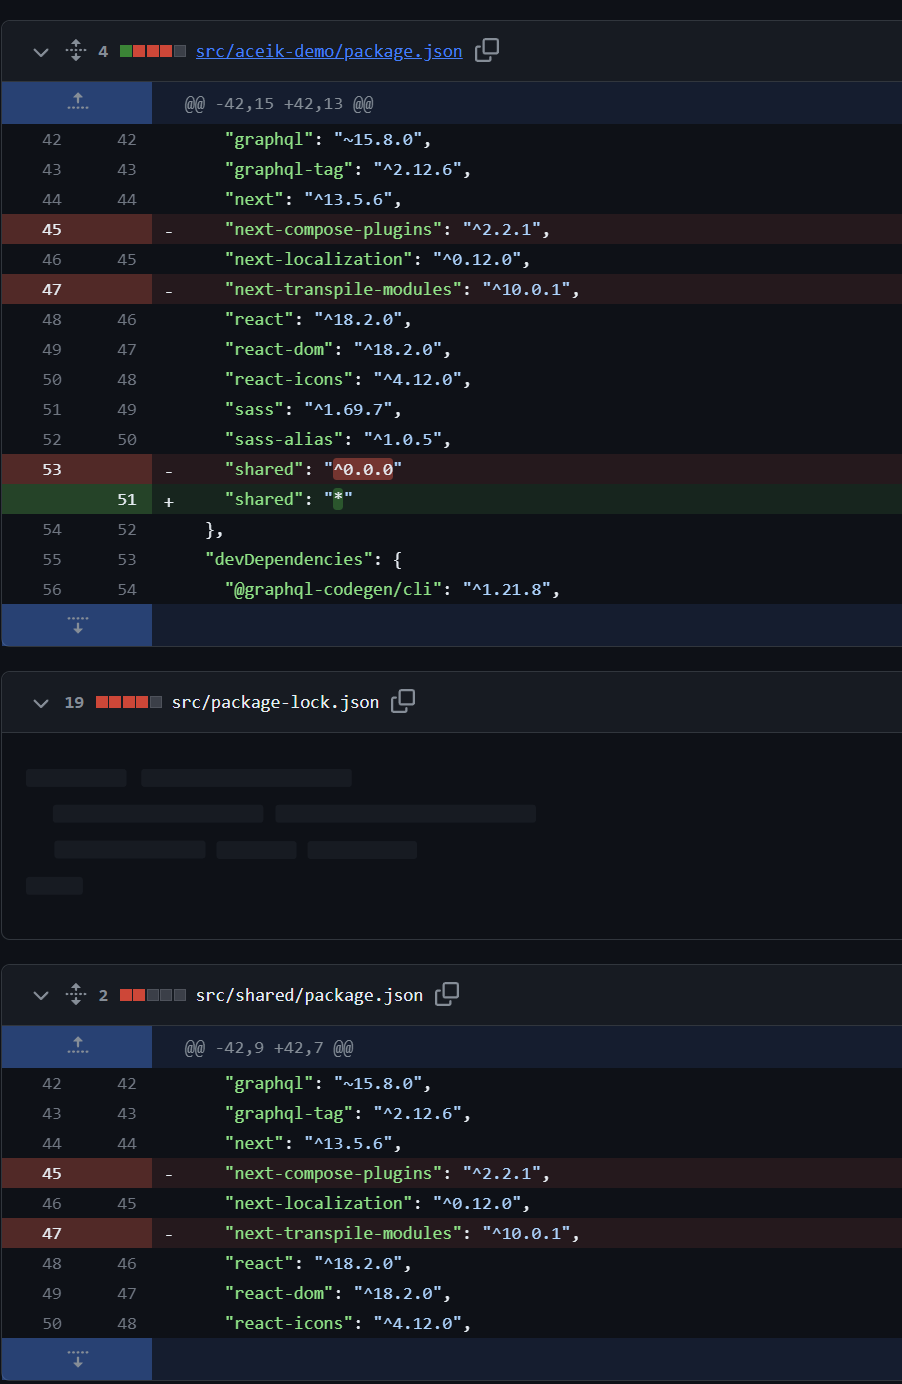 4 src/aceik-demo/package.json
@@ -42,15 +42,13 @@
42 42 "graphql": "~15.8.0",
43 43 "graphql-tag": "^2.12.6",
44 44 "next": "^13.5.6",
45 - "next-compose-plugins": "^2.2.1",
46 45 "next-localization": "^0.12.0",
47 - "next-transpile-modules": "^10.0.1",
48 46 "react": "^18.2.0",
49 47 "react-dom": "^18.2.0",
50 48 "react-icons": "^4.12.0",
51 49 "sass": "^1.69.7",
52 50 "sass-alias": "^1.0.5",
53 - "shared": "^0.0.0"
51 + "shared": "*"
54 52 },
55 53 "devDependencies": {
56 54 "@graphql-codegen/cli": "^1.21.8",
19 src/package-lock.json
2 src/shared/package.json
@@ -42,9 +42,7 @@
42 42 "graphql": "~15.8.0",
43 43 "graphql-tag": "^2.12.6",
44 44 "next": "^13.5.6",
45 - "next-compose-plugins": "^2.2.1",
46 45 "next-localization": "^0.12.0",
47 - "next-transpile-modules": "^10.0.1",
48 46 "react": "^18.2.0",
49 47 "react-dom": "^18.2.0",
50 48 "react-icons": "^4.12.0",